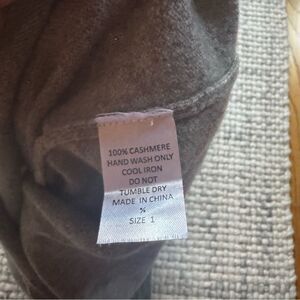 100% CASHMERE
HAND WASH ONLY
COOL IRON
DO NOT
TUMBLE DRY
MADE IN CHINA
SIZE 1